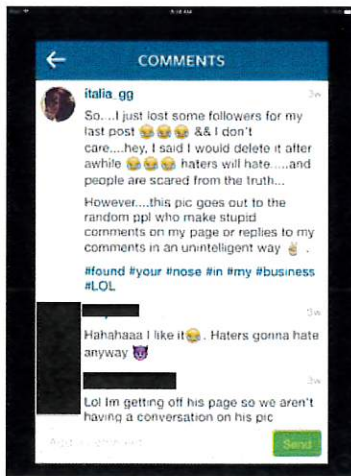 COMMENTS
italia_gg 3w
So....I just lost some followers for my
last post 😂😂😂 && I don't
care....hey, I said I would delete it after
awhile 😂😂😂 haters will hate.....and
people are scared from the truth...
However....this pic goes out to the
random ppl who make stupid
comments on my page or replies to my
comments in an unintelligent way ✌️ .
#found #your #nose #in #my #business
#LOL
3w
Hahahaaa I like it😂. Haters gonna hate
anyway 😈
3w
Lol Im getting off his page so we aren't
having a conversation on his pic
Send